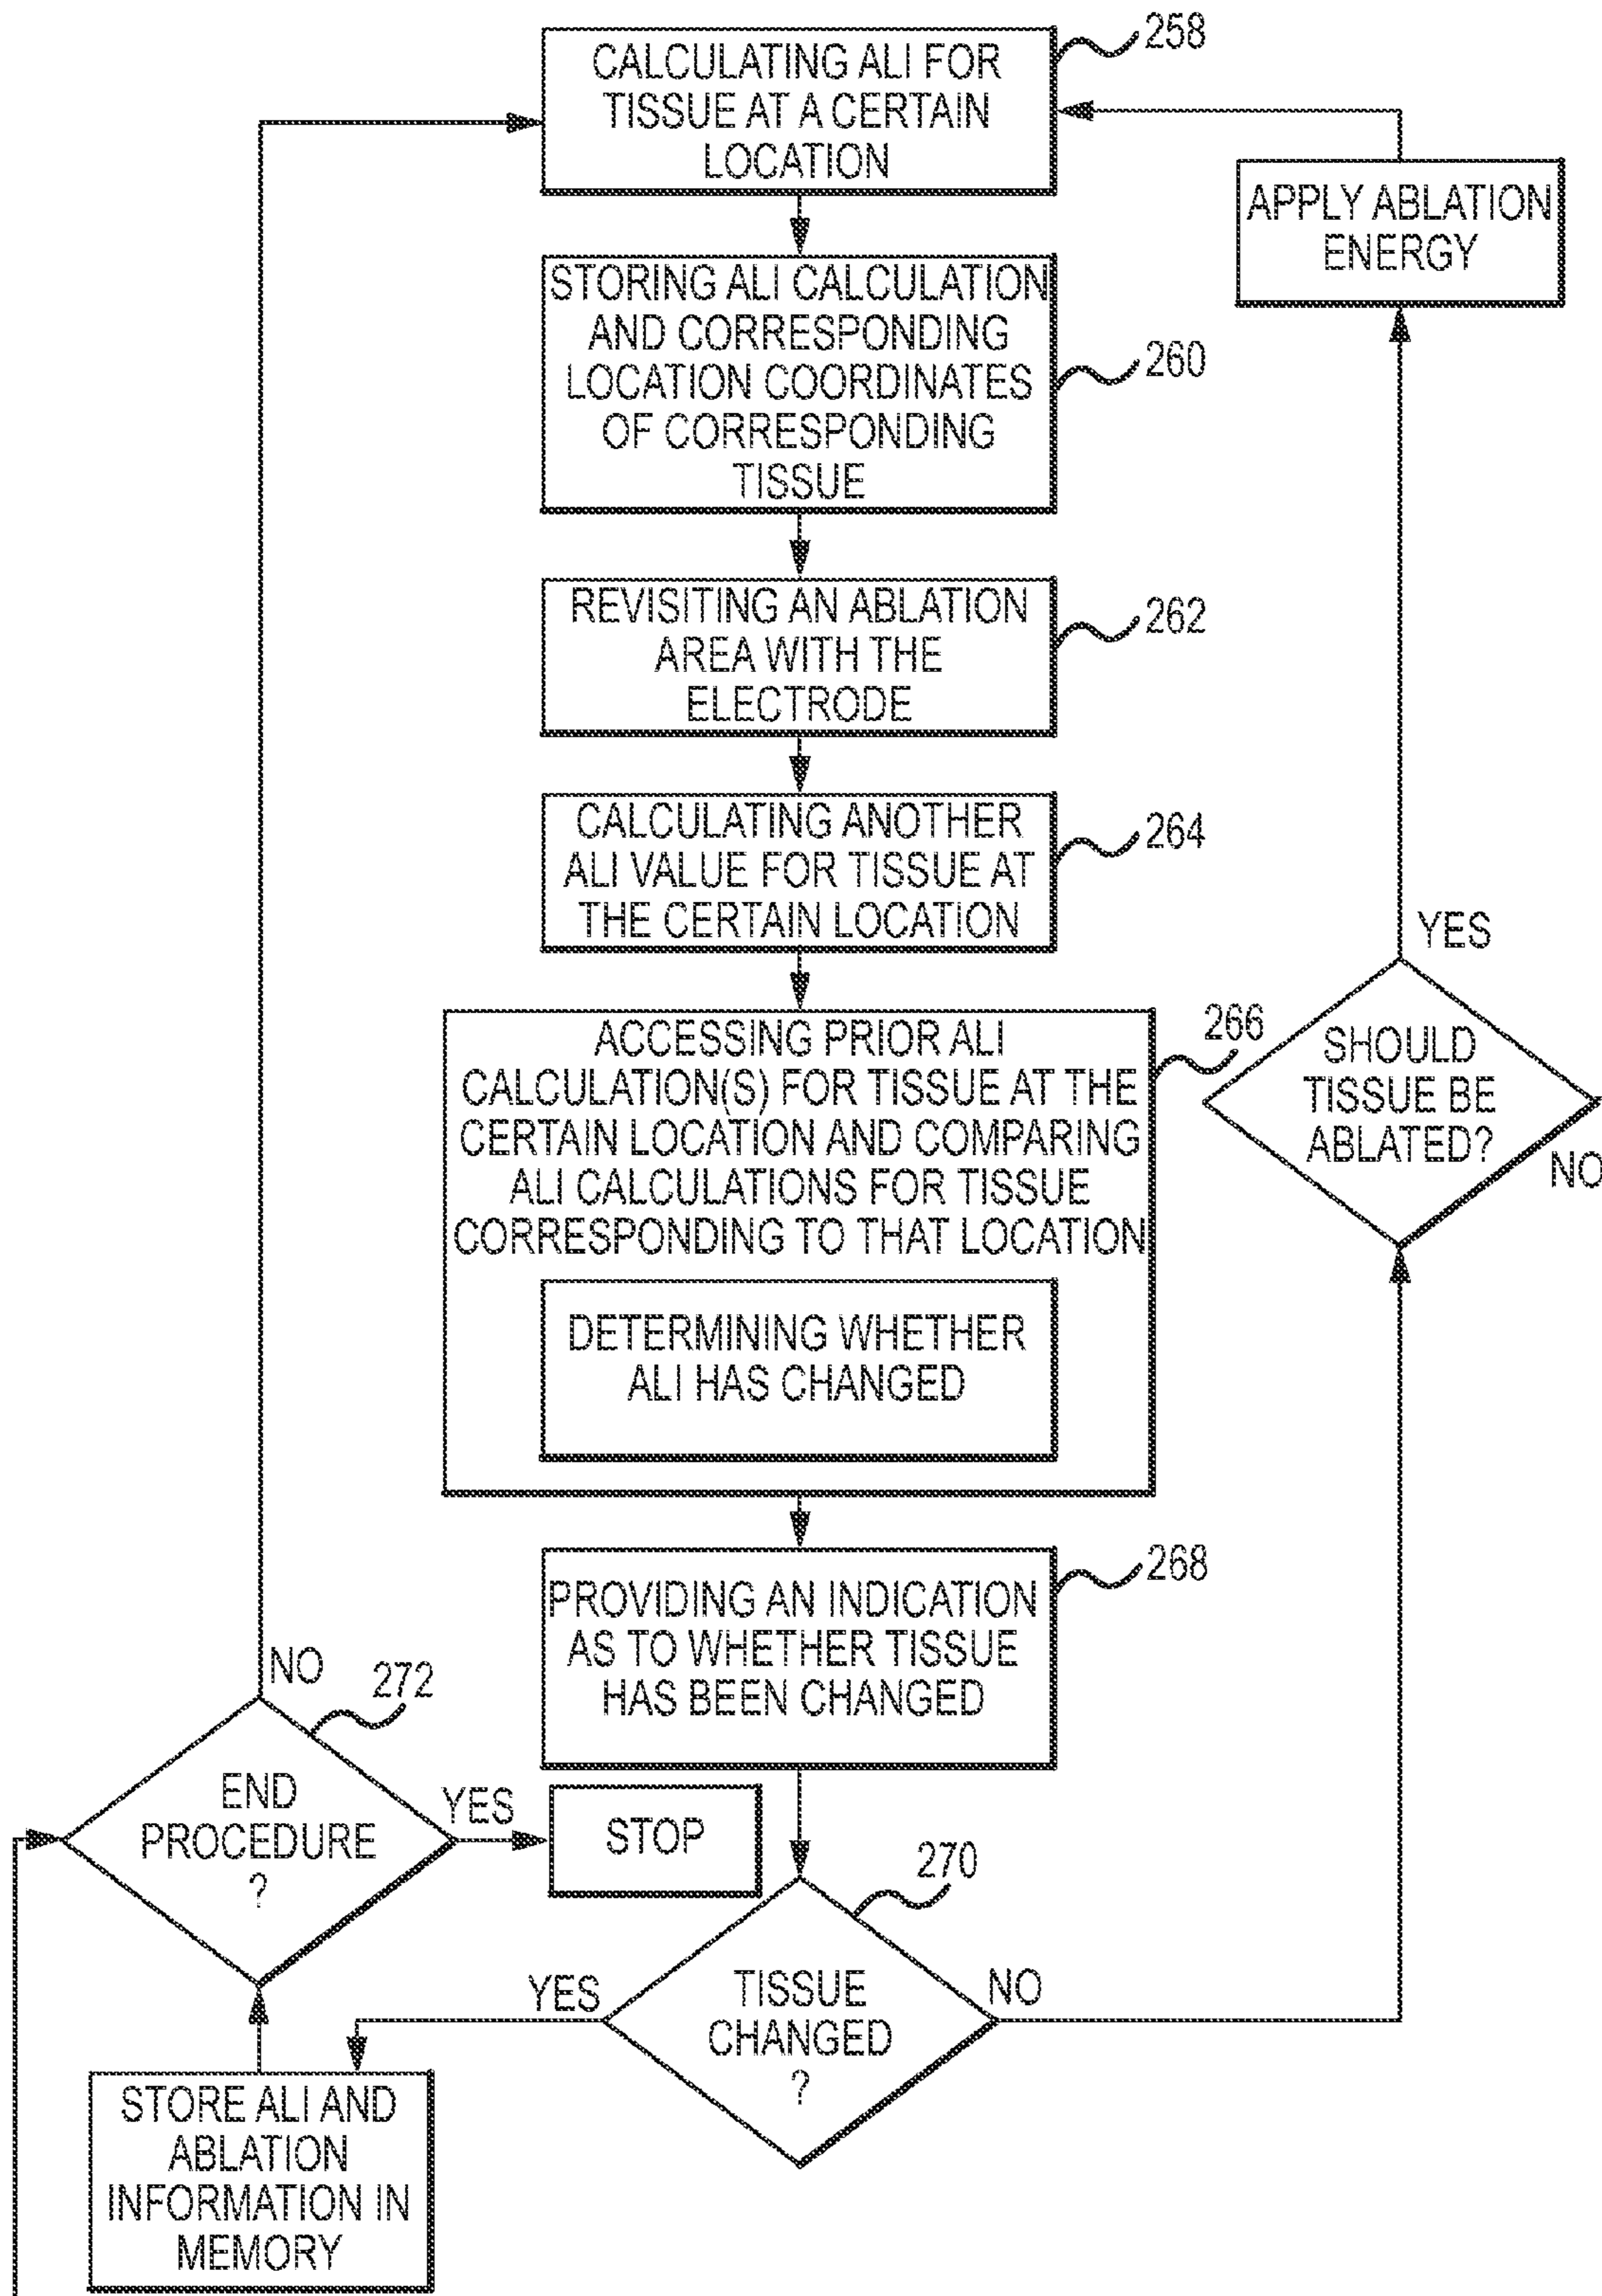 258
CALCULATING ALI FOR
TISSUE AT A CERTAIN
LOCATION
APPLY ABLATION
ENERGY
STORING ALI CALCULATION
AND CORRESPONDING
LOCATION COORDINATES
OF CORRESPONDING
TISSUE
260
REVISITING AN ABLATION
AREA WITH THE
ELECTRODE
262
CALCULATING ANOTHER
ALI VALUE FOR TISSUE AT
THE CERTAIN LOCATION
264
YES
ACCESSING PRIOR ALI
CALCULATION(S) FOR TISSUE AT THE
CERTAIN LOCATION AND COMPARING
ALI CALCULATIONS FOR TISSUE
CORRESPONDING TO THAT LOCATION
266
SHOULD
TISSUE BE
ABLATED?
NO
DETERMINING WHETHER
ALI HAS CHANGED
268
PROVIDING AN INDICATION
AS TO WHETHER TISSUE
HAS BEEN CHANGED
NO
272
END
PROCEDURE
?
YES
STOP
270
YES
TISSUE
CHANGED
?
NO
STORE ALI AND
ABLATION
INFORMATION IN
MEMORY